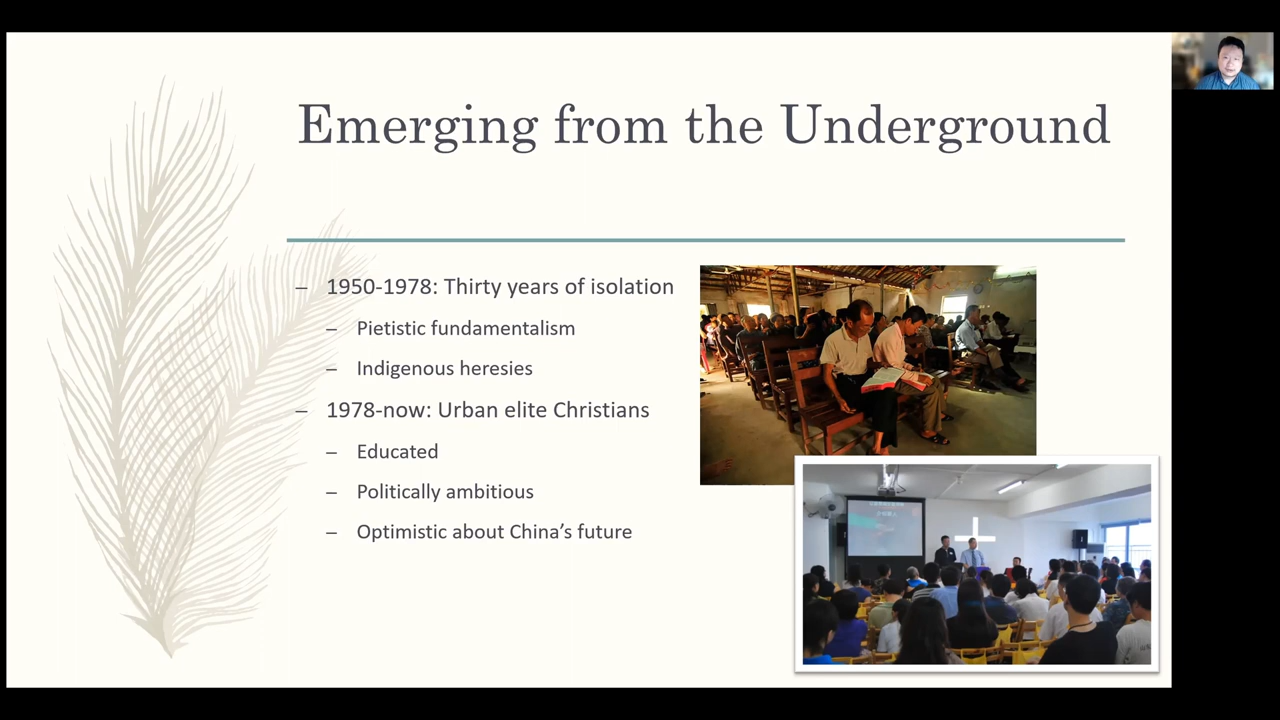 Emerging from the Underground
– 1950-1978: Thirty years of isolation
– Pietistic fundamentalism
– Indigenous heresies
– 1978-now: Urban elite Christians
– Educated
– Politically ambitious
– Optimistic about China’s future